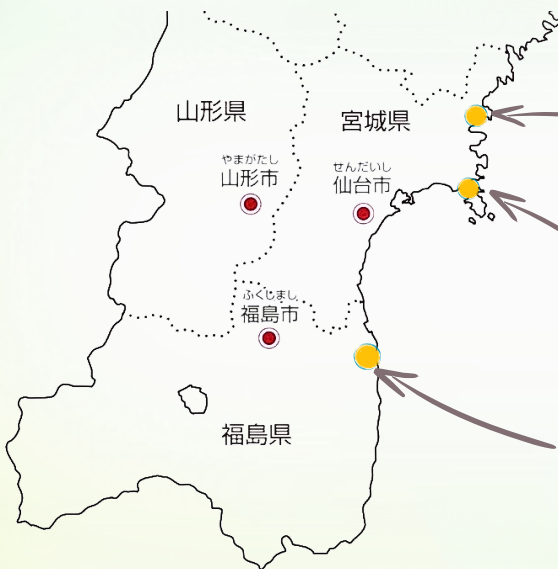 山形県
宮城県
やまがたし
山形市
せんだいし
仙台市
ふくしまし
福島市
福島県